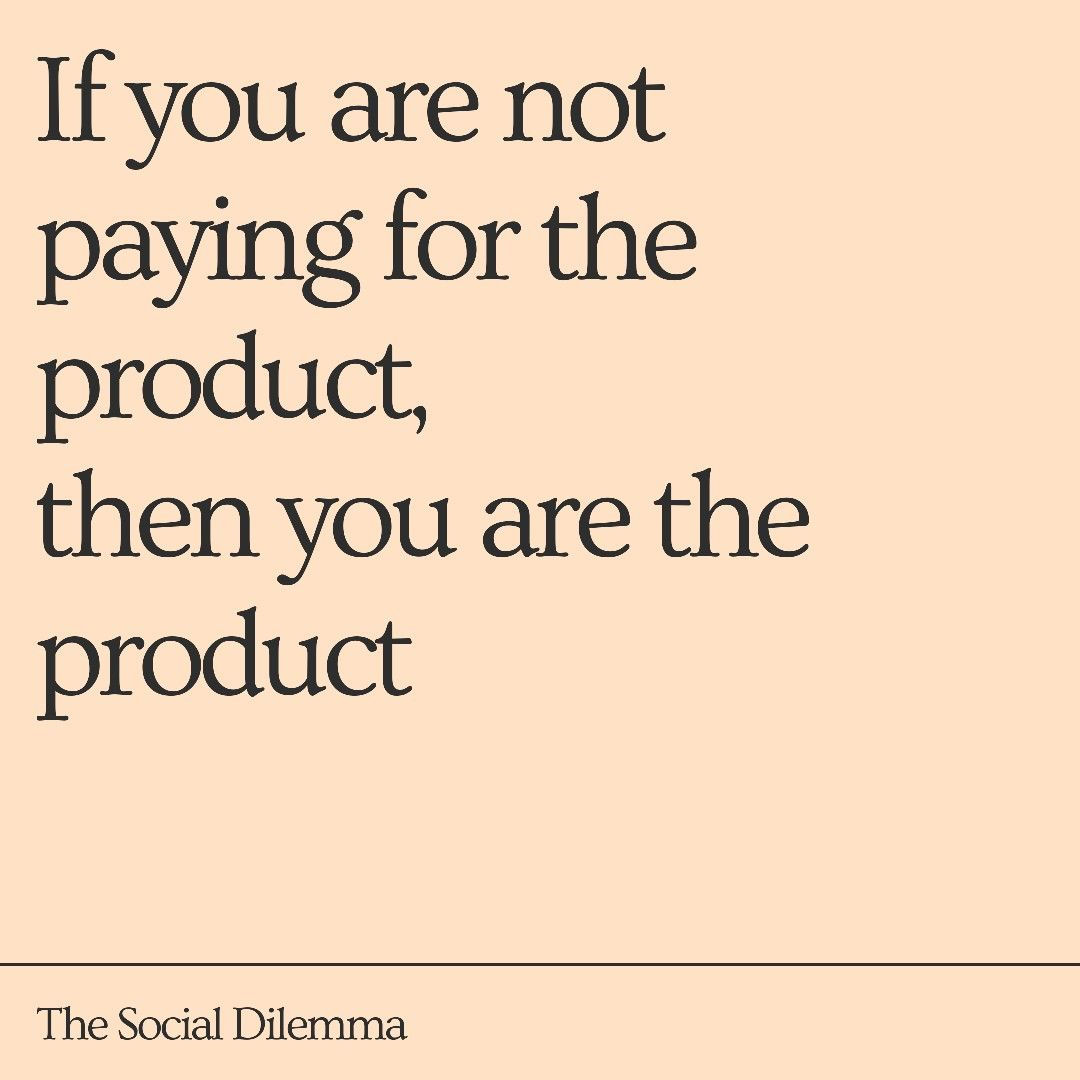 If you are not
paying for the
product,
then you are the
product
The Social Dilemma